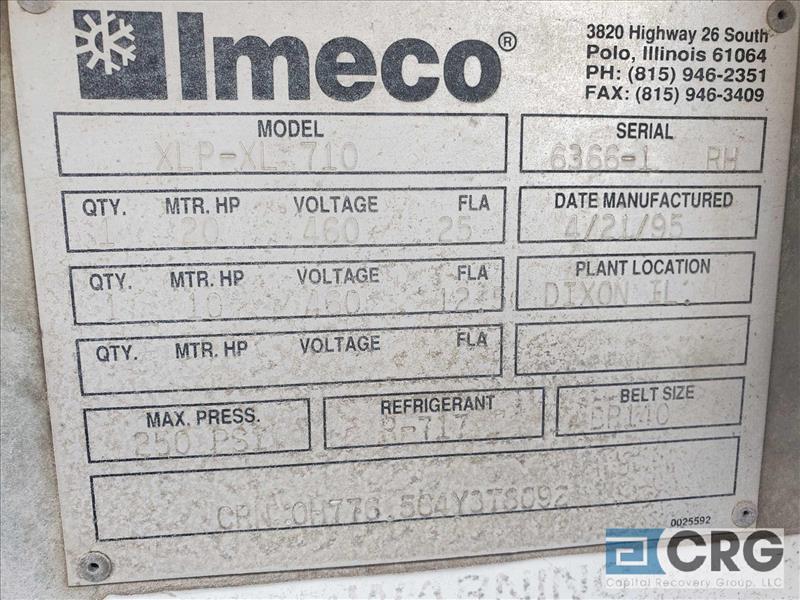 Imeco®
3820 Highway 26 South
Polo, Illinois 61064
PH: (815) 946-2351
FAX: (815) 946-3409
MODEL
XLP-XL 710
SERIAL
6366-1 RH
QTY. MTR. HP VOLTAGE FLA
1 20 460 25
DATE MANUFACTURED
4/21/95
QTY. MTR. HP VOLTAGE FLA
1 10 460
PLANT LOCATION
DIXON IL.
QTY. MTR. HP VOLTAGE FLA
MAX. PRESS.
250 PSI
REFRIGERANT
R-717
BELT SIZE
CRN
0025592
CRG
Capital Recovery Group, LLC